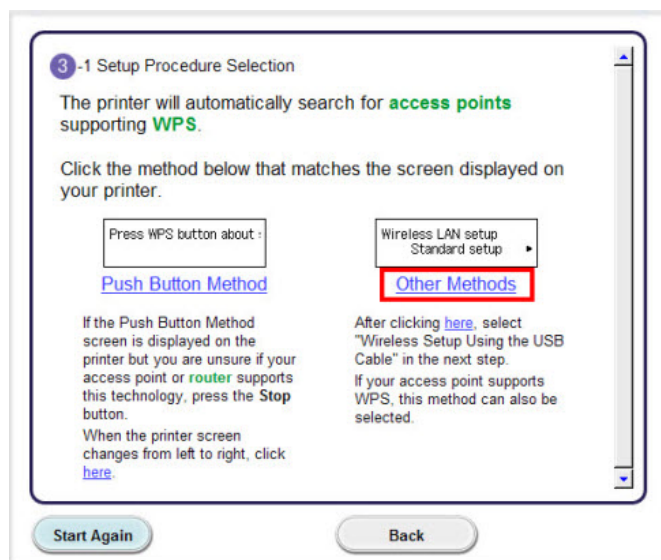 3-1 Setup Procedure Selection
The printer will automatically search for access points
supporting WPS.
Click the method below that matches the screen displayed on
your printer.
Press WPS button about :
Push Button Method
If the Push Button Method
screen is displayed on the
printer but you are unsure if your
access point or router supports
this technology, press the Stop
button.
When the printer screen
changes from left to right, click
here.
Wireless LAN setup
Standard setup
Other Methods
After clicking here, select
"Wireless Setup Using the USB
Cable" in the next step.
If your access point supports
WPS, this method can also be
selected.
Start Again
Back